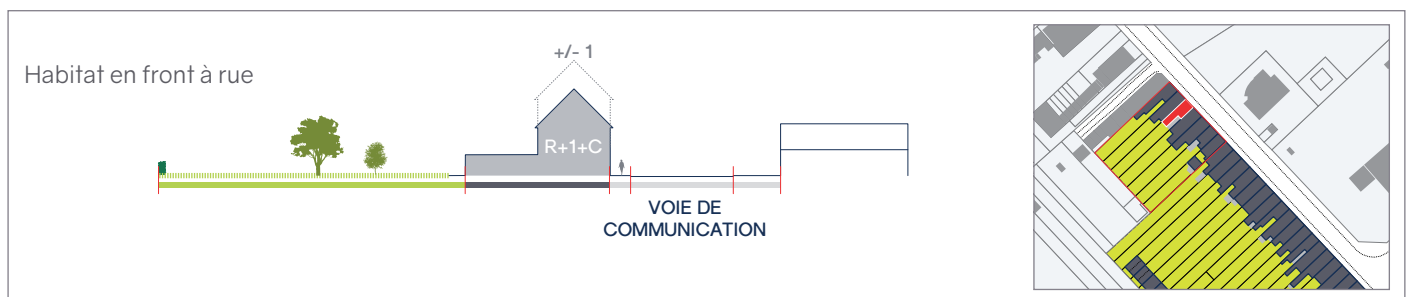 Habitat en front à rue
+/- 1
R+1+C
VOIE DE
COMMUNICATION